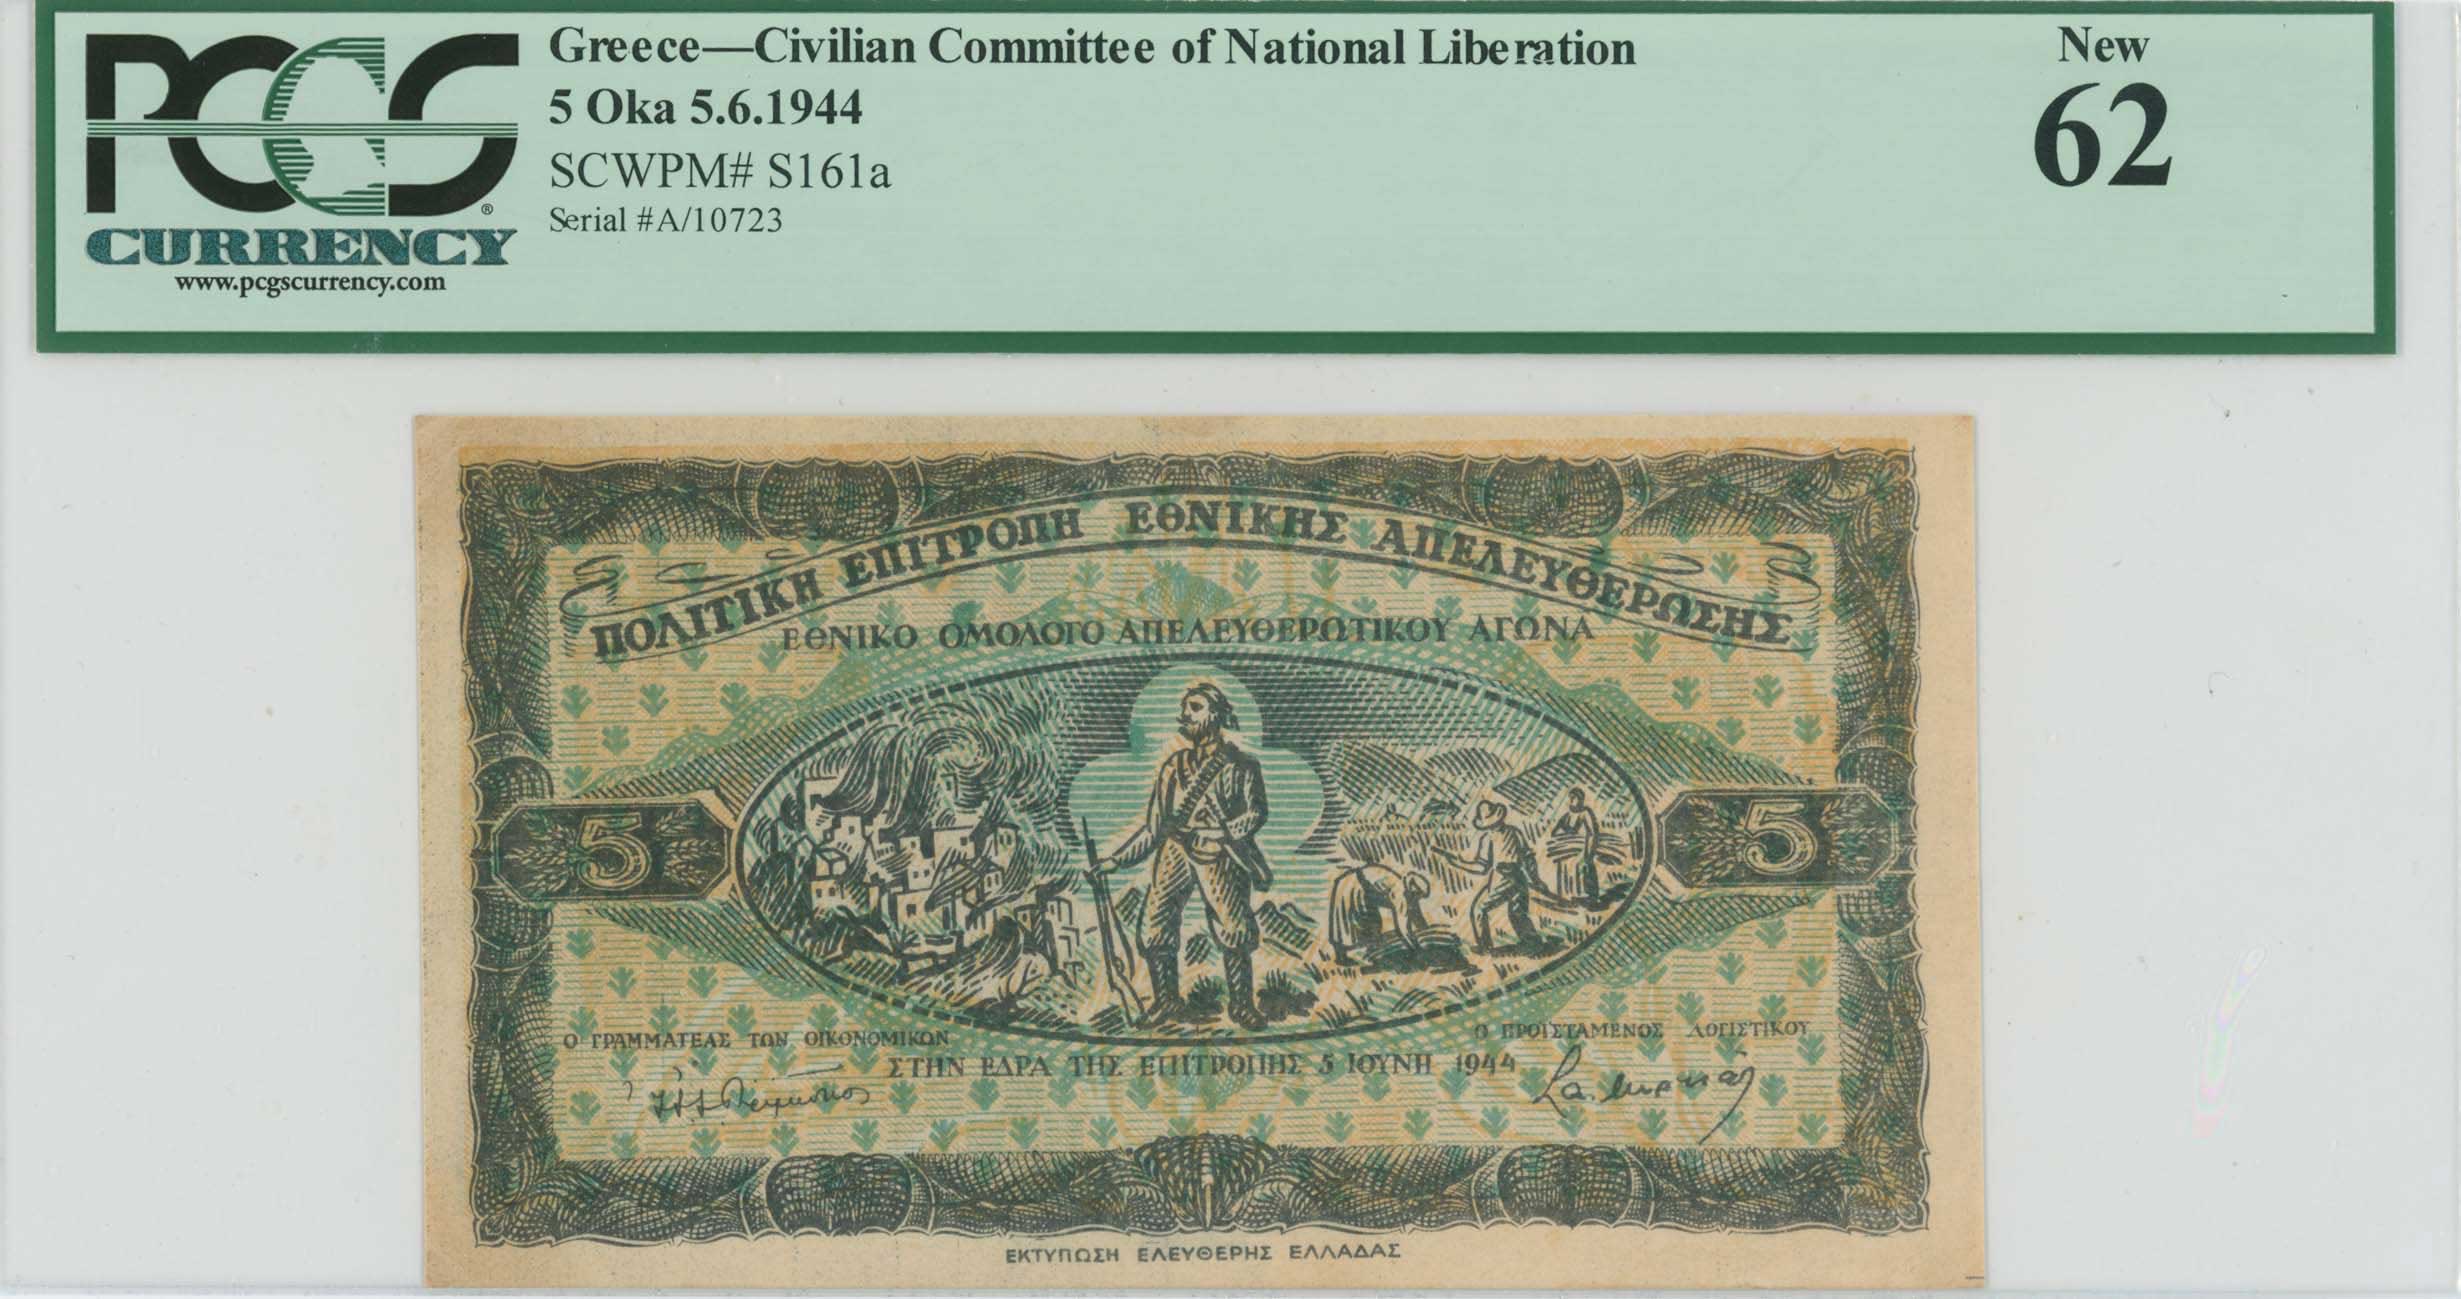 PCGS
CURRENCY
www.pcgscurrency.com
Greece—Civilian Committee of National Liberation
5 Oka 5.6.1944
SCWPM# S161a
Serial #A/10723
New
62
ΠΟΛΙΤΙΚΗ ΕΠΙΤΡΟΠΗ ΕΘΝΙΚΗΣ ΑΠΕΛΕΥΘΕΡΩΣΗΣ
ΕΘΝΙΚΟ ΟΜΟΛΟΓΟ ΑΠΕΛΕΥΘΕΡΩΤΙΚΟΥ ΑΓΩΝΑ
5
5
Ο ΓΡΑΜΜΑΤΕΑΣ ΤΩΝ ΟΙΚΟΝΟΜΙΚΩΝ
Ο ΠΡΟΪΣΤΑΜΕΝΟΣ ΛΟΓΙΣΤΙΚΟΥ
ΣΤΗΝ ΕΔΡΑ ΤΗΣ ΕΠΙΤΡΟΠΗΣ 5 ΙΟΥΝΗ 1944
ΕΚΤΥΠΩΣΗ ΕΛΕΥΘΕΡΗΣ ΕΛΛΑΔΑΣ